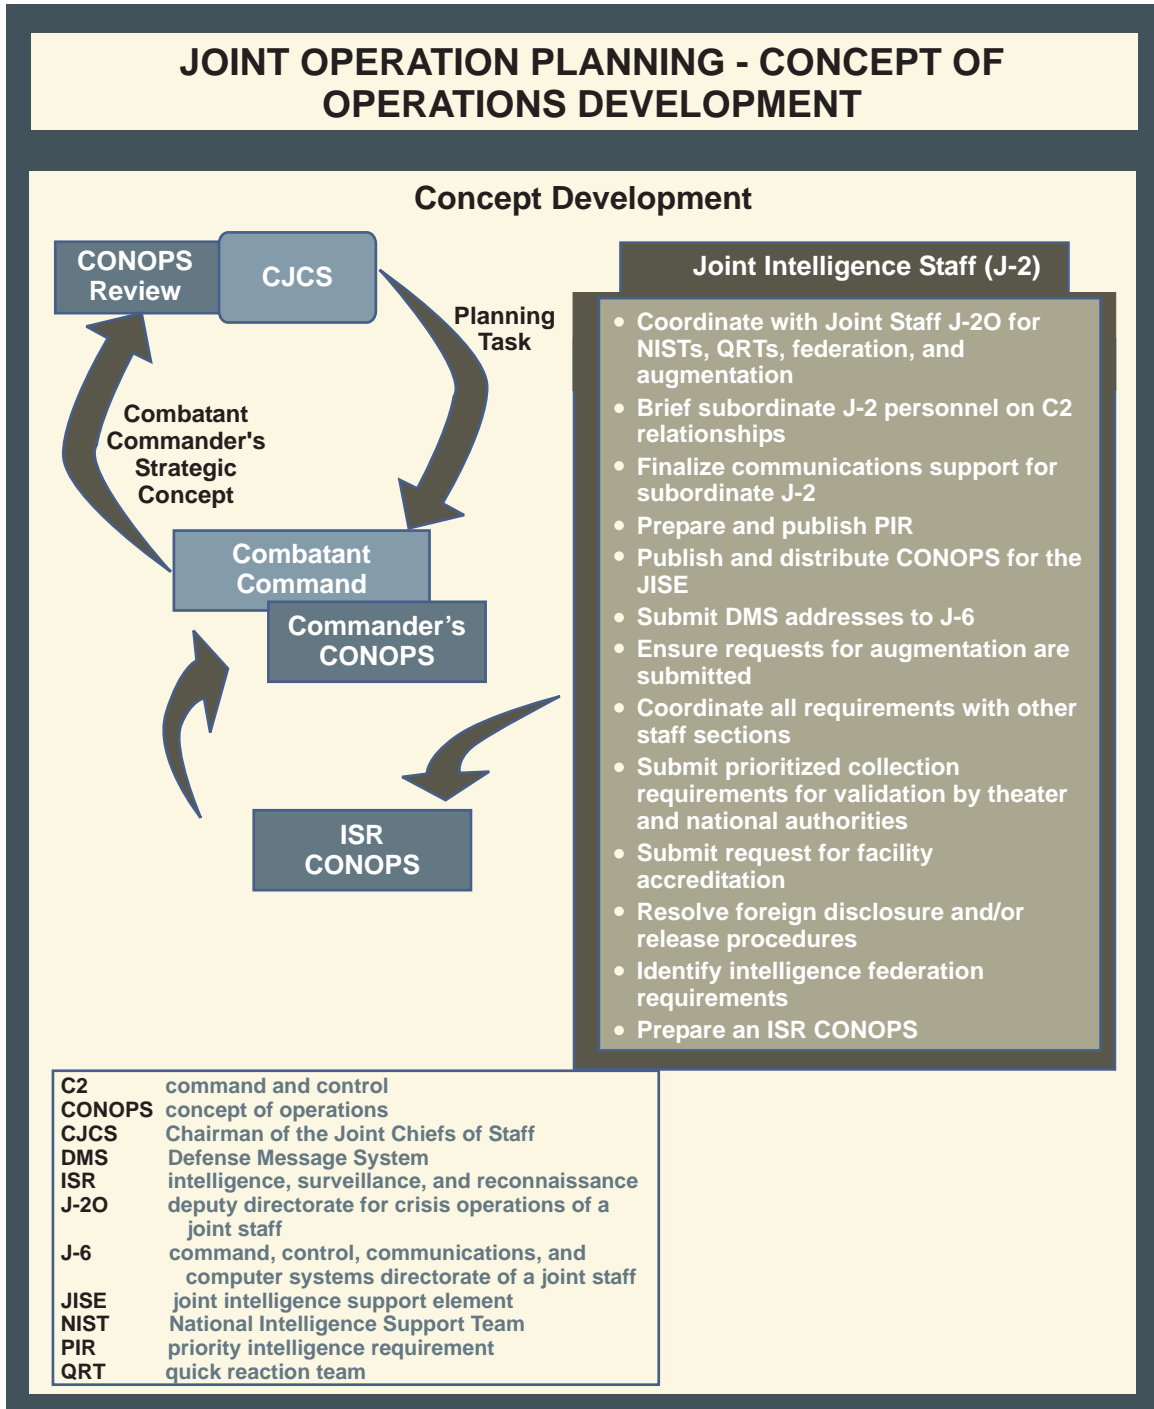 JOINT OPERATION PLANNING - CONCEPT OF
OPERATIONS DEVELOPMENT
Concept Development
CONOPS
Review
CJCS
Planning
Task
Combatant
Commander's
Strategic
Concept
Combatant
Command
Commander’s
CONOPS
ISR
CONOPS
Joint Intelligence Staff (J-2)
• Coordinate with Joint Staff J-2O for
NISTs, QRTs, federation, and
augmentation
• Brief subordinate J-2 personnel on C2
relationships
• Finalize communications support for
subordinate J-2
• Prepare and publish PIR
• Publish and distribute CONOPS for the
JISE
• Submit DMS addresses to J-6
• Ensure requests for augmentation are
submitted
• Coordinate all requirements with other
staff sections
• Submit prioritized collection
requirements for validation by theater
and national authorities
• Submit request for facility
accreditation
• Resolve foreign disclosure and/or
release procedures
• Identify intelligence federation
requirements
• Prepare an ISR CONOPS
C2 command and control
CONOPS concept of operations
CJCS Chairman of the Joint Chiefs of Staff
DMS Defense Message System
ISR intelligence, surveillance, and reconnaissance
J-2O deputy directorate for crisis operations of a
joint staff
J-6 command, control, communications, and
computer systems directorate of a joint staff
JISE joint intelligence support element
NIST National Intelligence Support Team
PIR priority intelligence requirement
QRT quick reaction team